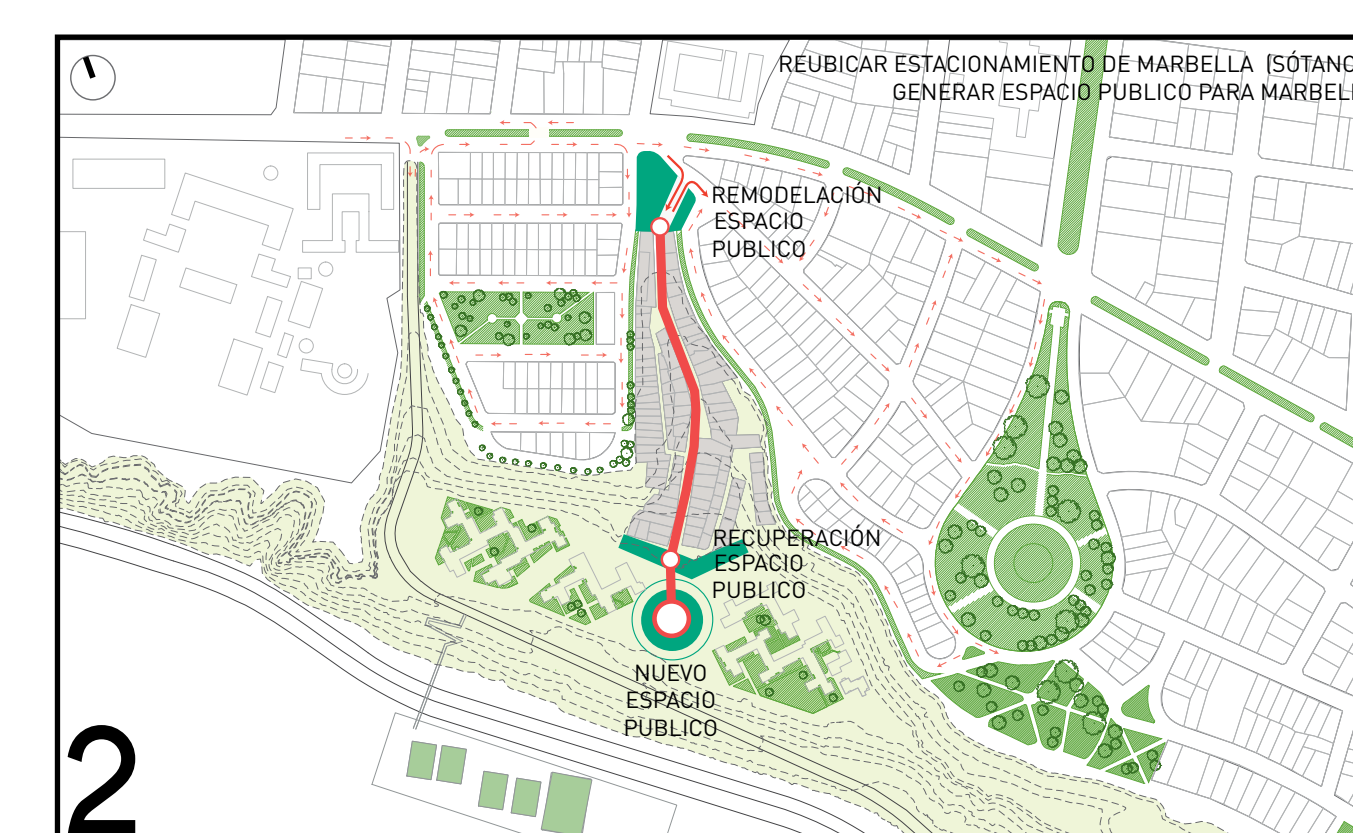 REUBICAR ESTACIONAMIENTO DE MARBELLA (SÓTANO
GENERAR ESPACIO PUBLICO PARA MARBELL
REMODELACIÓN
ESPACIO
PUBLICO
RECUPERACIÓN
ESPACIO
PUBLICO
NUEVO
ESPACIO
PUBLICO
2